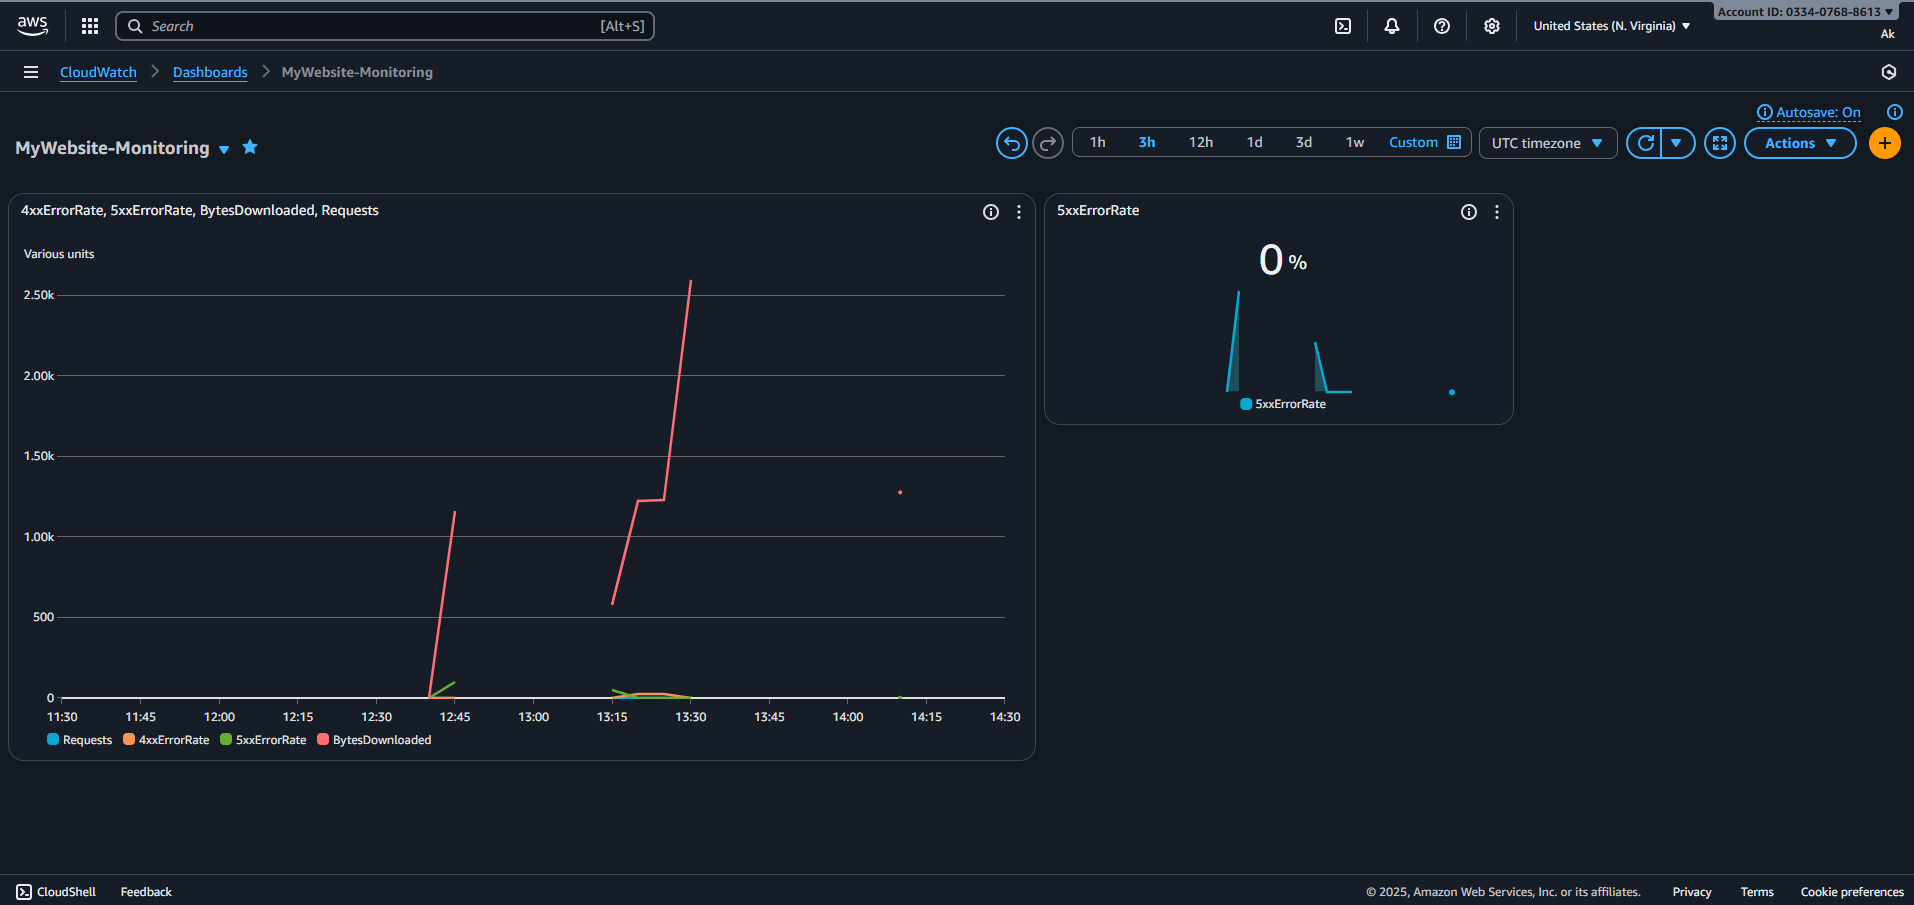 aws
Search [Alt+S]
United States (N. Virginia)
Account ID: 0334-0768-8613
Ak
CloudWatch
Dashboards
MyWebsite-Monitoring
Autosave: On
MyWebsite-Monitoring
1h 3h 12h 1d 3d 1w Custom
UTC timezone
Actions
4xxErrorRate, 5xxErrorRate, BytesDownloaded, Requests
Various units
2.50k
2.00k
1.50k
1.00k
500
0
11:30 11:45 12:00 12:15 12:30 12:45 13:00 13:15 13:30 13:45 14:00 14:15 14:30
Requests 4xxErrorRate 5xxErrorRate BytesDownloaded
5xxErrorRate
0 %
5xxErrorRate
CloudShell Feedback
© 2025, Amazon Web Services, Inc. or its affiliates. Privacy Terms Cookie preferences